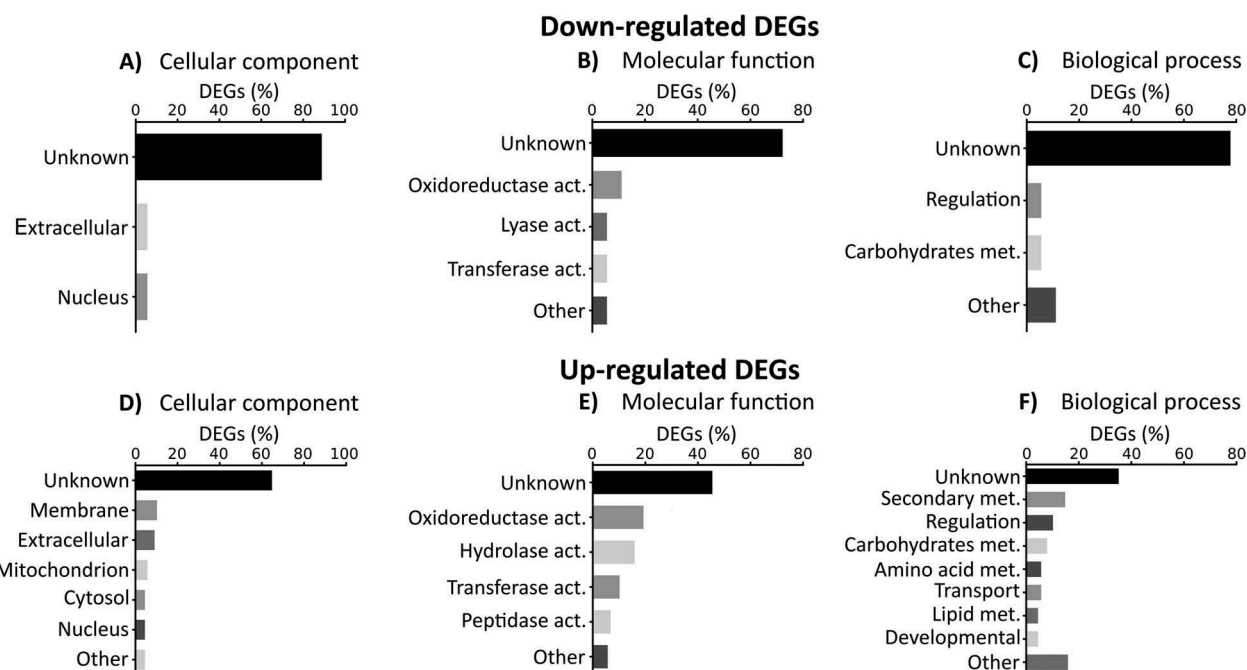 Down-regulated DEGs
A) Cellular component
DEGs (%)
0 20 40 60 80 100
Unknown
Extracellular
Nucleus
B) Molecular function
DEGs (%)
0 20 40 60 80
Unknown
Oxidoreductase act.
Lyase act.
Transferase act.
Other
C) Biological process
DEGs (%)
0 20 40 60 80
Unknown
Regulation
Carbohydrates met.
Other
Up-regulated DEGs
D) Cellular component
DEGs (%)
0 20 40 60 80 100
Unknown
Membrane
Extracellular
Mitochondrion
Cytosol
Nucleus
Other
E) Molecular function
DEGs (%)
0 20 40 60 80
Unknown
Oxidoreductase act.
Hydrolase act.
Transferase act.
Peptidase act.
Other
F) Biological process
DEGs (%)
0 20 40 60 80
Unknown
Secondary met.
Regulation
Carbohydrates met.
Amino acid met.
Transport
Lipid met.
Developmental
Other